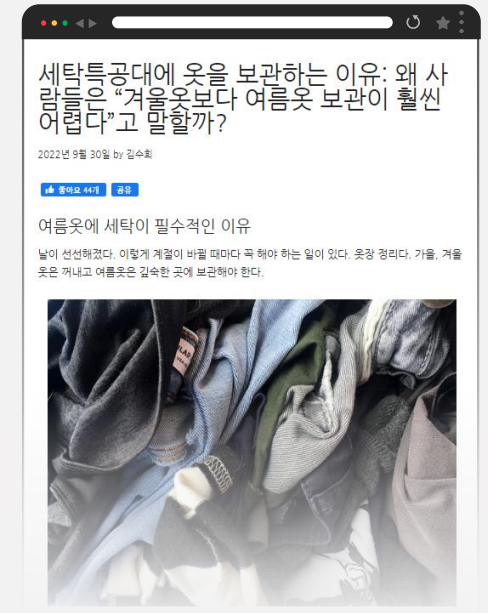 세탁특공대에 옷을 보관하는 이유: 왜 사
람들은 “겨울옷보다 여름옷 보관이 훨씬
어렵다”고 말할까?
2022년 9월 30일 by 김수희
좋아요 44개 공유
여름옷에 세탁이 필수적인 이유
날이 선선해졌다. 이렇게 계절이 바뀔 때마다 꼭 해야 하는 일이 있다. 옷장 정리다. 가을, 겨울
옷은 꺼내고 여름옷은 깊숙한 곳에 보관해야 한다.